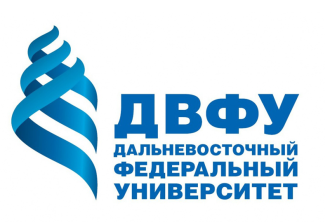 ДВФУ
ДАЛЬНЕВОСТОЧНЫЙ
ФЕДЕРАЛЬНЫЙ
УНИВЕРСИТЕТ